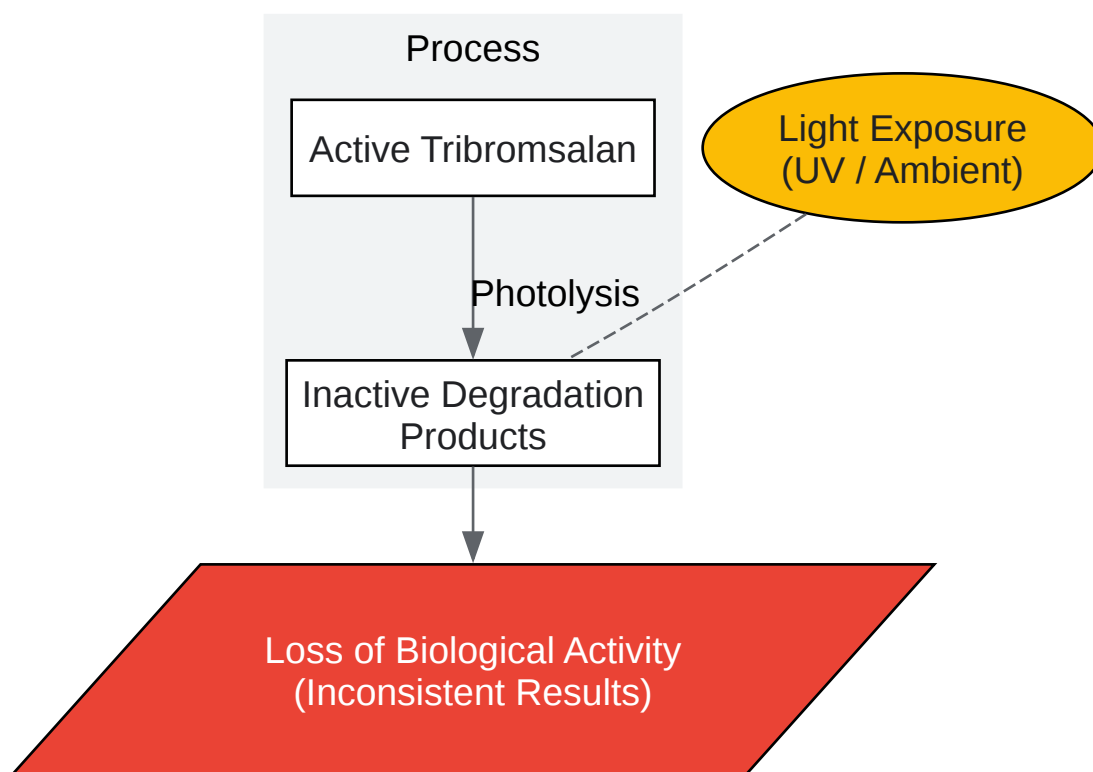 Process
Active Tribromsalan
Light Exposure
(UV / Ambient)
Photolysis
Inactive Degradation
Products
Loss of Biological Activity
(Inconsistent Results)